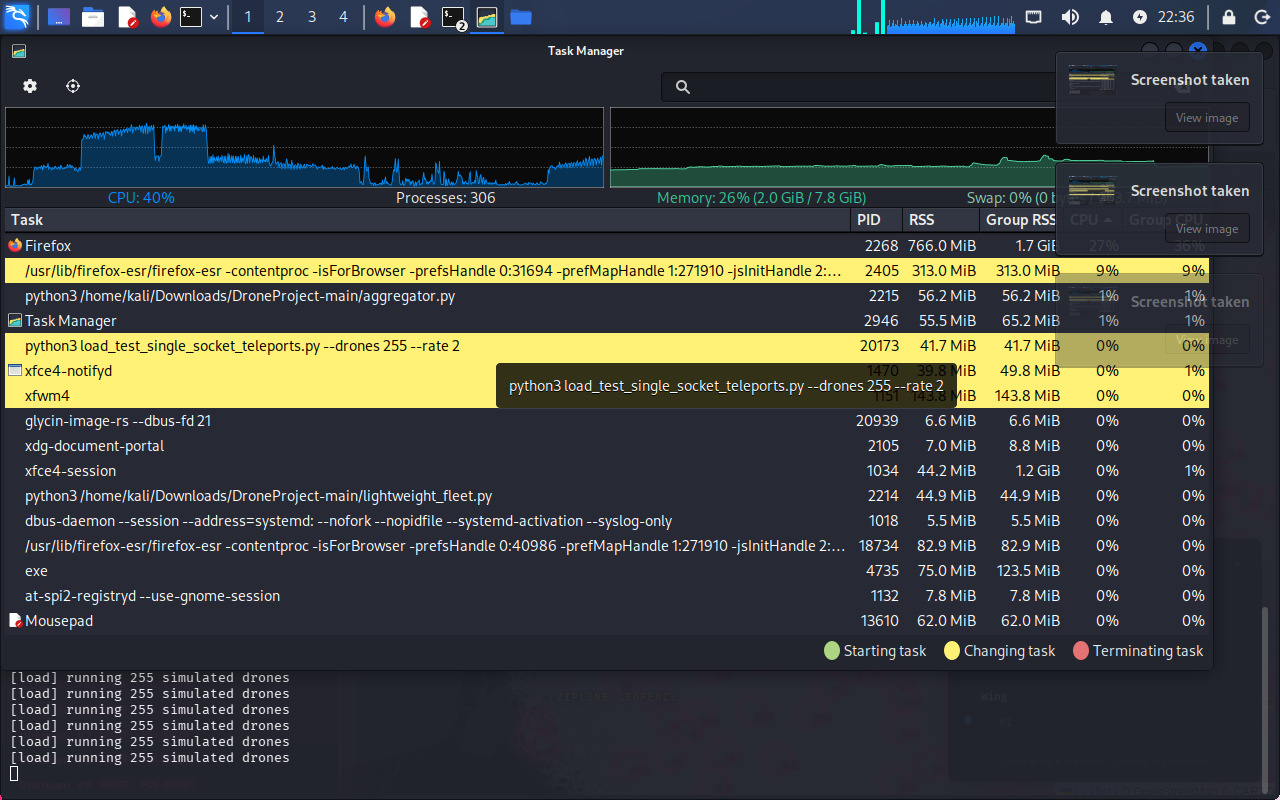 1 2 3 4 2 22:36
Task Manager
Screenshot taken
View image
CPU: 40% Processes: 306 Memory: 26% (2.0 GiB / 7.8 GiB) Swap: 0% (0 b
Screenshot taken
View image
Task PID RSS Group RSS CPU Group CPU
Firefox 2268 766.0 MiB 1.7 GiB 27% 36%
/usr/lib/firefox-esr/firefox-esr -contentproc -isForBrowser -prefsHandle 0:31694 -prefMapHandle 1:271910 -jsInitHandle 2:... 2405 313.0 MiB 313.0 MiB 9% 9%
python3 /home/kali/Downloads/DroneProject-main/aggregator.py 2215 56.2 MiB 56.2 MiB 1% 1%
Screenshot taken
Task Manager 2946 55.5 MiB 65.2 MiB 1% 1%
View image
python3 load_test_single_socket_teleports.py --drones 255 --rate 2 20173 41.7 MiB 41.7 MiB 0% 0%
xfce4-notifyd 1470 39.8 MiB 49.8 MiB 0% 1%
python3 load_test_single_socket_teleports.py --drones 255 --rate 2
xfwm4 1151 143.8 MiB 143.8 MiB 0% 0%
glycin-image-rs --dbus-fd 21 20939 6.6 MiB 6.6 MiB 0% 0%
xdg-document-portal 2105 7.0 MiB 8.8 MiB 0% 0%
xfce4-session 1034 44.2 MiB 1.2 GiB 0% 1%
python3 /home/kali/Downloads/DroneProject-main/lightweight_fleet.py 2214 44.9 MiB 44.9 MiB 0% 0%
dbus-daemon --session --address=systemd: --nofork --nopidfile --systemd-activation --syslog-only 1018 5.5 MiB 5.5 MiB 0% 0%
/usr/lib/firefox-esr/firefox-esr -contentproc -isForBrowser -prefsHandle 0:40986 -prefMapHandle 1:271910 -jsInitHandle 2:... 18734 82.9 MiB 82.9 MiB 0% 0%
exe 4735 75.0 MiB 123.5 MiB 0% 0%
at-spi2-registryd --use-gnome-session 1132 7.8 MiB 7.8 MiB 0% 0%
Mousepad 13610 62.0 MiB 62.0 MiB 0% 0%
Starting task Changing task Terminating task
[load] running 255 simulated drones
[load] running 255 simulated drones
[load] running 255 simulated drones
[load] running 255 simulated drones
[load] running 255 simulated drones
[load] running 255 simulated drones